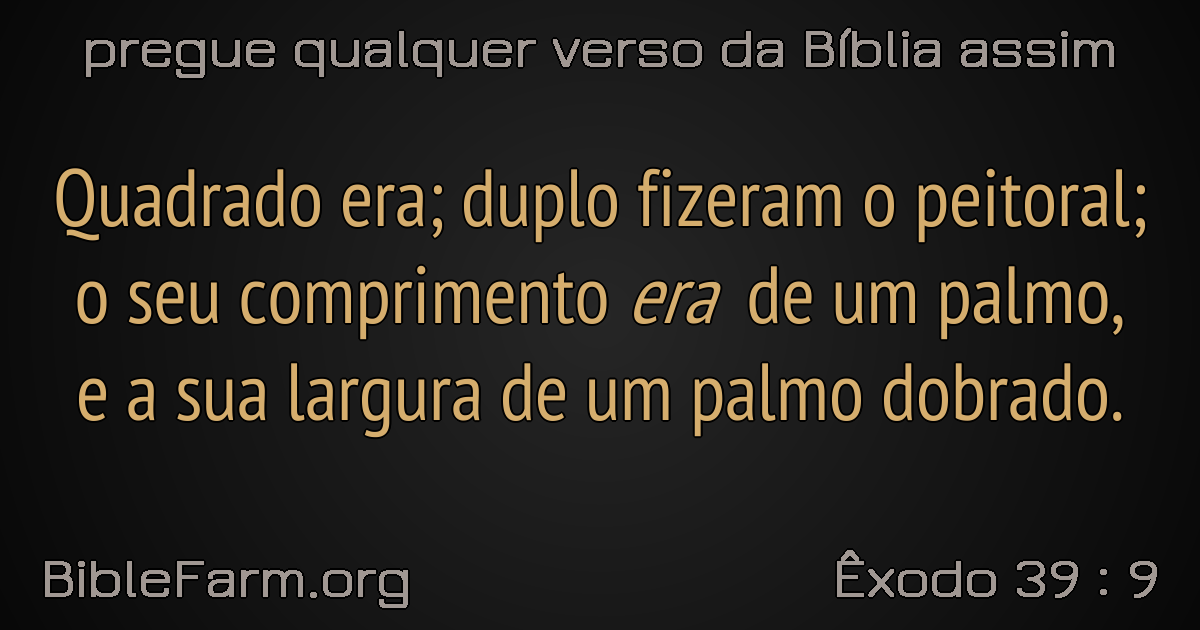 pregue qualquer verso da Bíblia assim
Quadrado era; duplo fizeram o peitoral;
o seu comprimento era de um palmo,
e a sua largura de um palmo dobrado.
BibleFarm.org
Êxodo 39 : 9